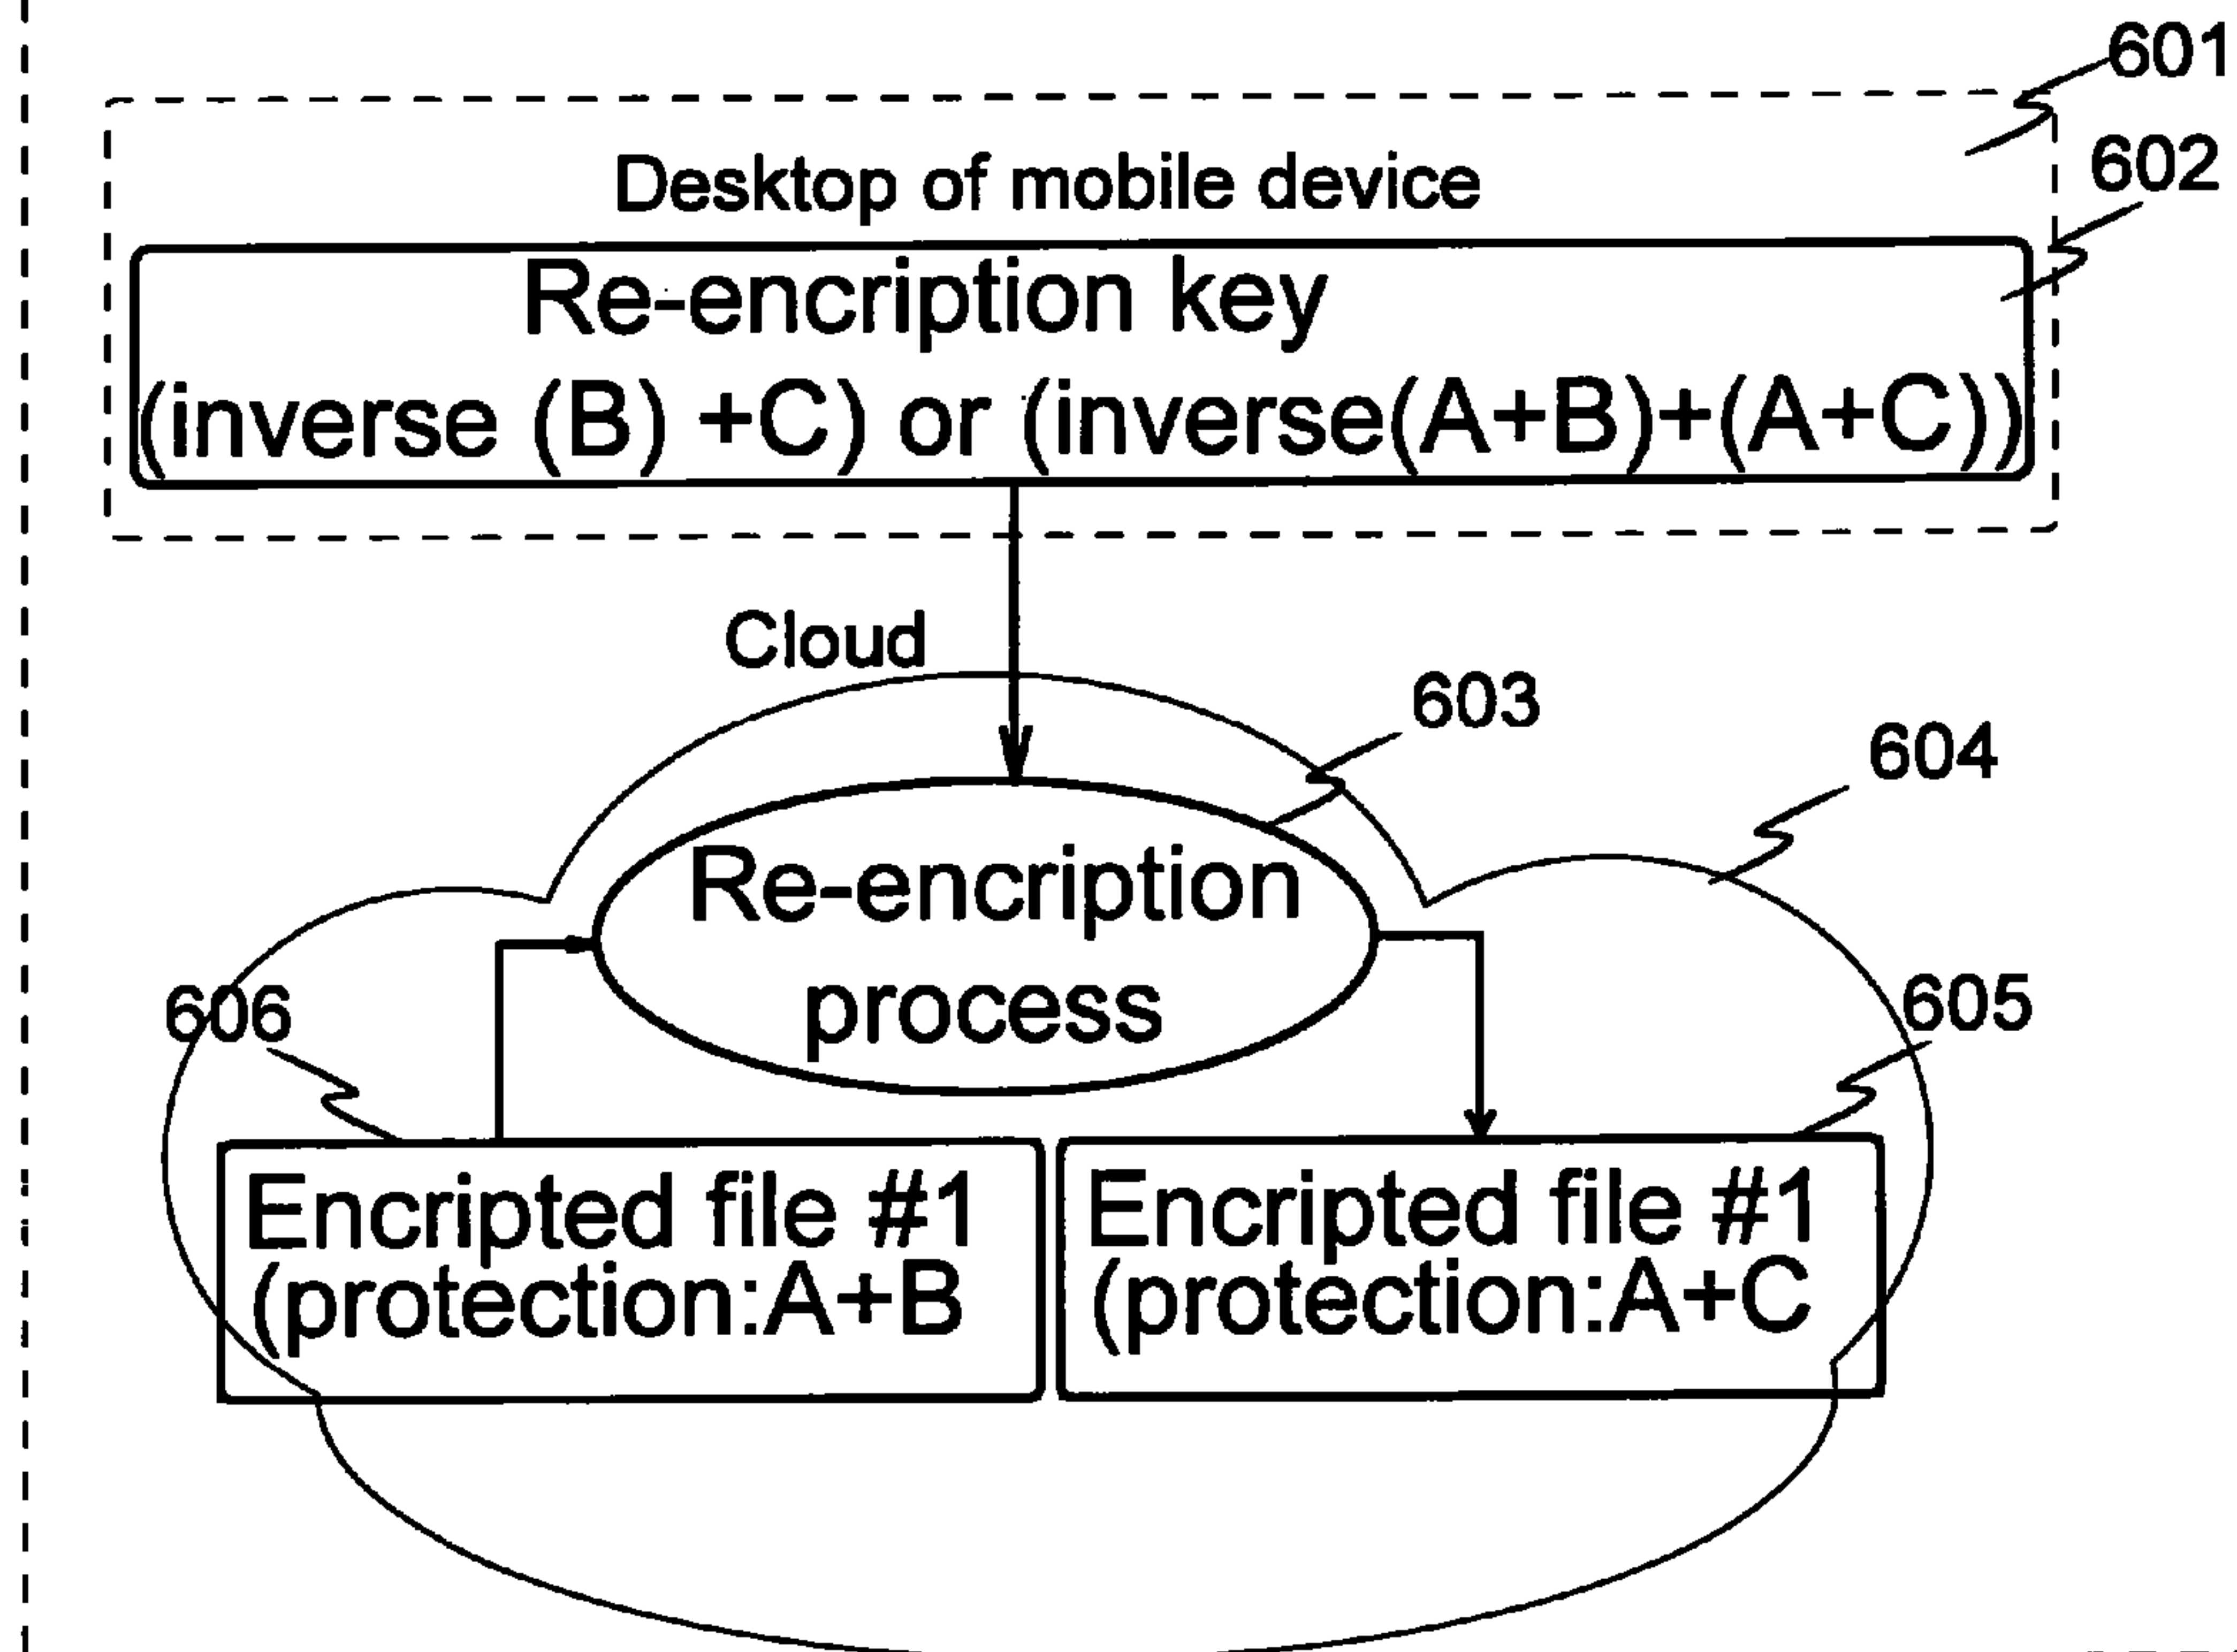 601
Desktop of mobile device
602
Re-encription key
(inverse (B) +C) or (inverse(A+B)+(A+C))
Cloud
603
604
Re-encription
process
606
605
Encripted file #1
(protection:A+B
Encripted file #1
(protection:A+C